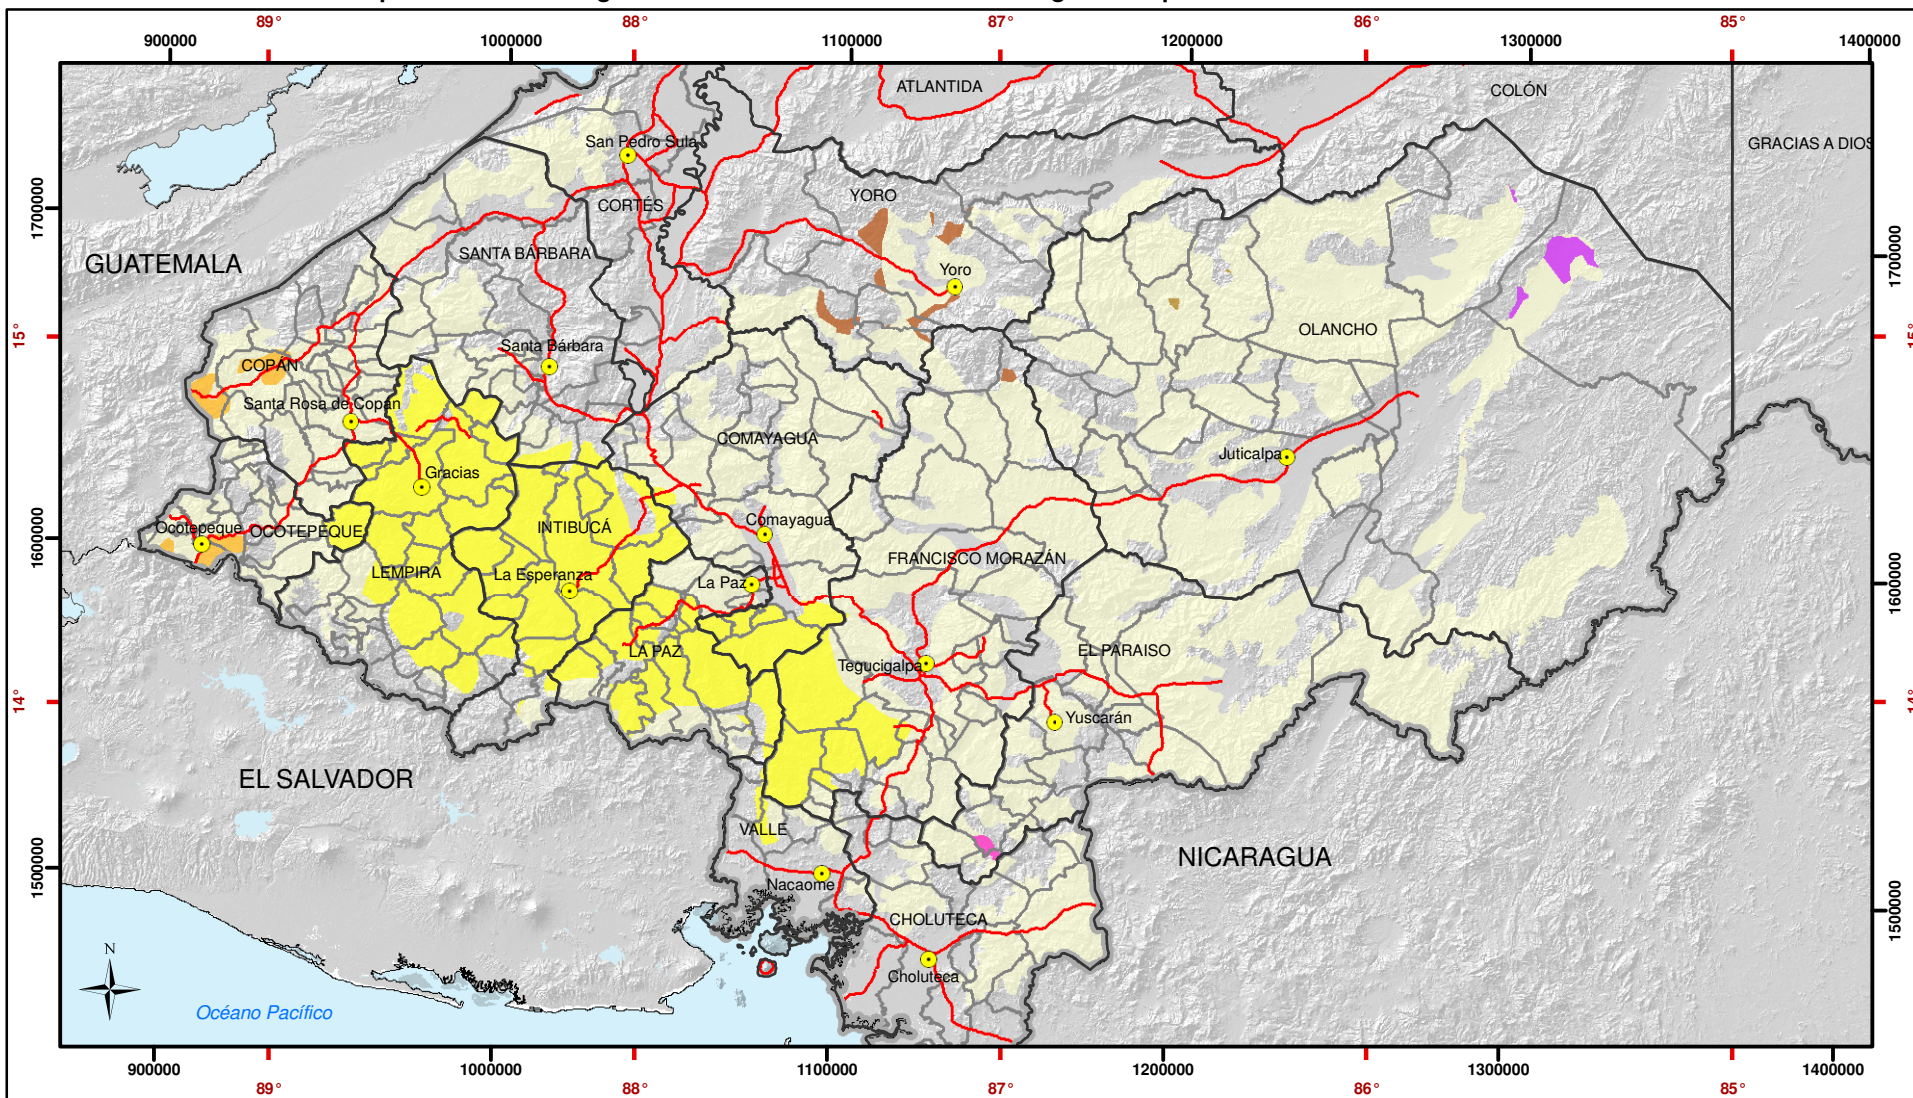 89° 88° 87° 86° 85°
900000 1000000 1100000 1200000 1300000 1400000
ATLANTIDA
COLÓN
GRACIAS A DIOS
San Pedro Sula
1700000
YORO
CORTÉS
SANTA BÁRBARA
GUATEMALA
1700000
Yoro
OLANCHO
15°
15°
Santa Bárbara
COPÁN
Santa Rosa de Copán
COMAYAGUA
Juticalpa
Gracias
Comayagua
Ocotepeque
OCOTEPEQUE
INTIBUCÁ
1600000
FRANCISCO MORAZÁN
LEMPIRA
La Esperanza
La Paz
1600000
LA PAZ
EL PARAISO
Tegucigalpa
14°
14°
Yuscarán
EL SALVADOR
VALLE
NICARAGUA
1500000
Nacaome
CHOLUTECA
1500000
N
Choluteca
Océano Pacífico
900000 1000000 1100000 1200000 1300000 1400000
89° 88° 87° 86° 85°